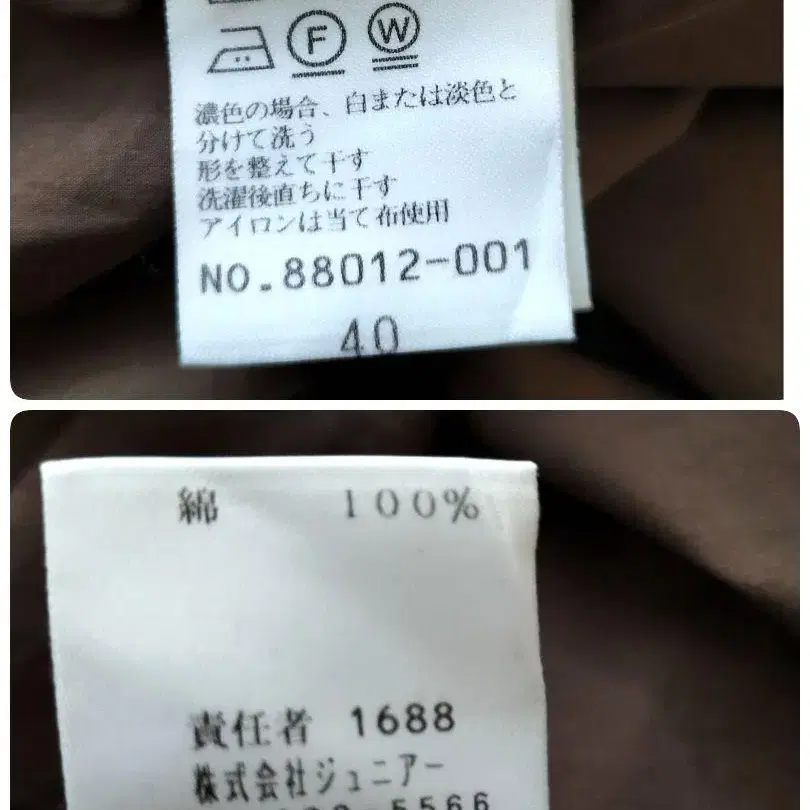 F W
濃色の場合、白または淡色と
分けて洗う
形を整えて干す
洗濯後直ちに干す
アイロンは当て布使用
NO.88012-001
40
綿 100%
責任者 1688
株式会社ジュニアー
5566